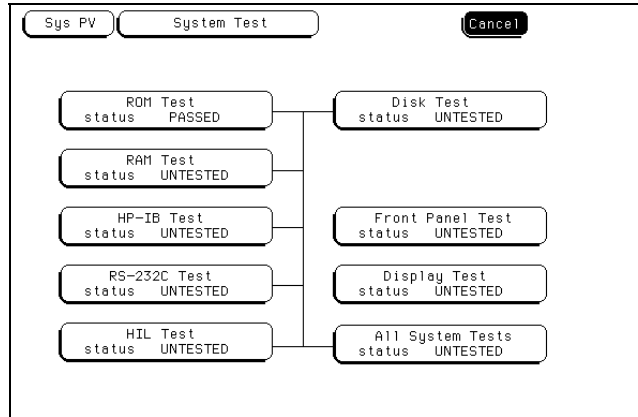 Sys PV System Test Cancel
ROM Test
status PASSED
Disk Test
status UNTESTED
RAM Test
status UNTESTED
HP-IB Test
status UNTESTED
Front Panel Test
status UNTESTED
RS-232C Test
status UNTESTED
Display Test
status UNTESTED
HIL Test
status UNTESTED
All System Tests
status UNTESTED